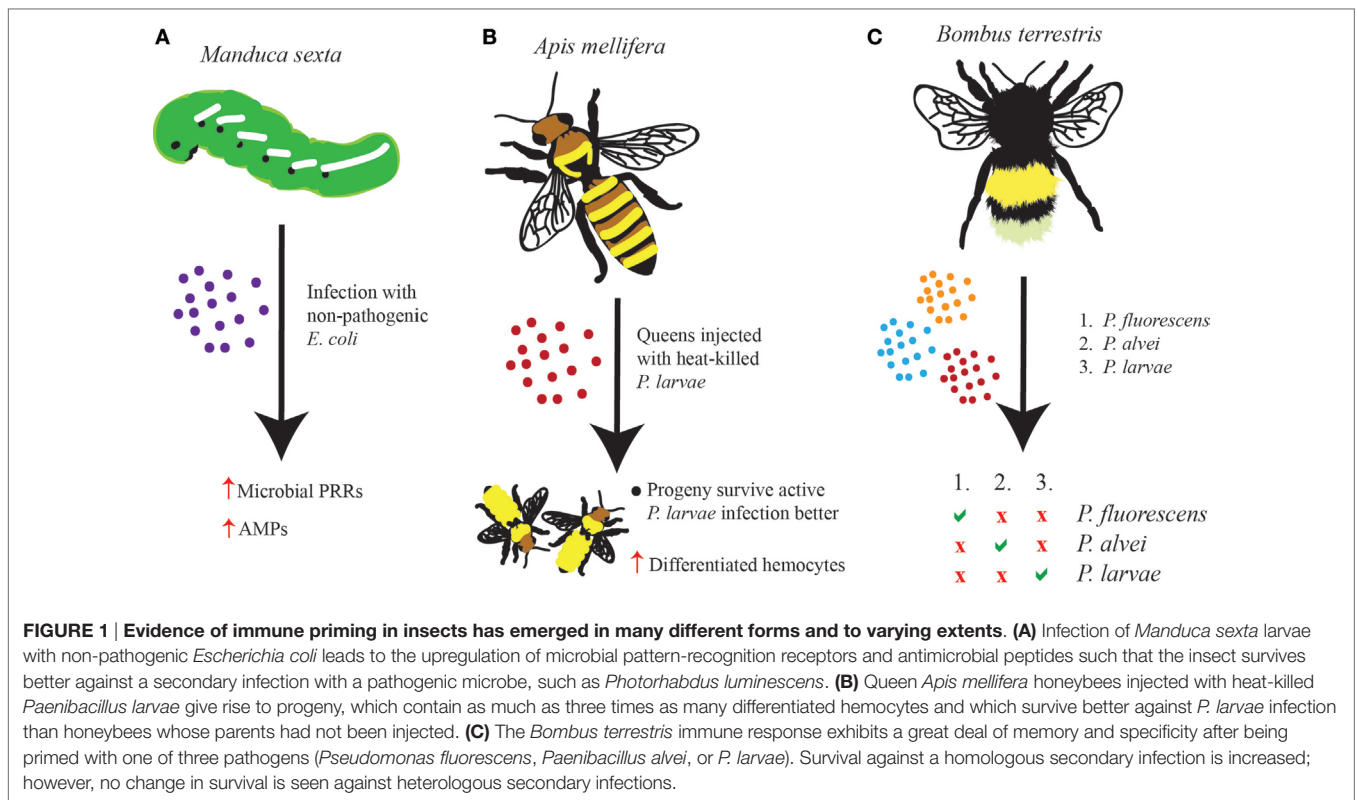 A
Manduca sexta
Infection with
non-pathogenic
E. coli
↑Microbial PRRs
↑AMPs
B
Apis mellifera
Queens injected
with heat-killed
P. larvae
• Progeny survive active
P. larvae infection better
↑ Differentiated hemocytes
C
Bombus terrestris
1. P. fluorescens
2. P. alvei
3. P. larvae
1. 2. 3.
✓ x x P. fluorescens
x ✓ x P. alvei
x x ✓ P. larvae
FIGURE 1 | Evidence of immune priming in insects has emerged in many different forms and to varying extents. (A) Infection of Manduca sexta larvae
with non-pathogenic Escherichia coli leads to the upregulation of microbial pattern-recognition receptors and antimicrobial peptides such that the insect survives
better against a secondary infection with a pathogenic microbe, such as Photorhabdus luminescens. (B) Queen Apis mellifera honeybees injected with heat-killed
Paenibacillus larvae give rise to progeny, which contain as much as three times as many differentiated hemocytes and which survive better against P. larvae infection
than honeybees whose parents had not been injected. (C) The Bombus terrestris immune response exhibits a great deal of memory and specificity after being
primed with one of three pathogens (Pseudomonas fluorescens, Paenibacillus alvei, or P. larvae). Survival against a homologous secondary infection is increased;
however, no change in survival is seen against heterologous secondary infections.